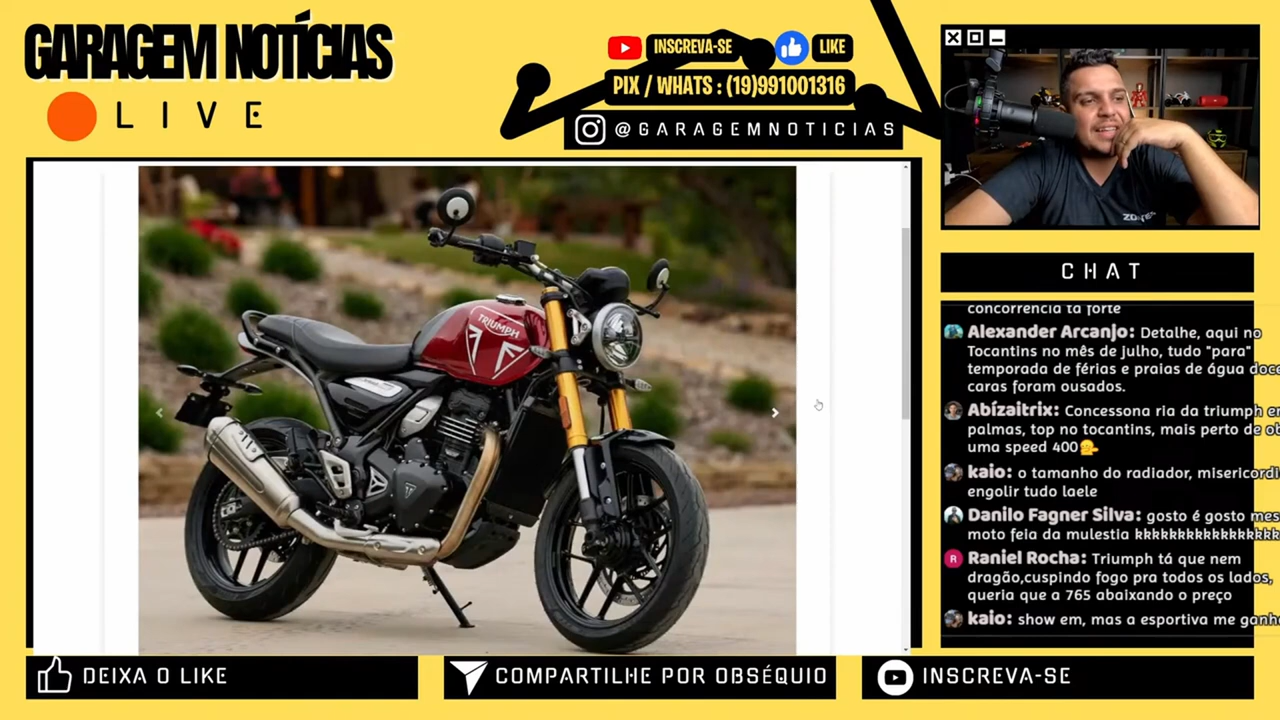 GARAGEM NOTÍCIAS
LIVE
INSCREVA-SE
LIKE
PIX / WHATS : (19)991001316
@GARAGEMNOTICIAS
TRIUMPH
CHAT
concorrencia ta forte
Alexander Arcanjo: Detalhe, aqui no
Tocantins no mês de julho, tudo "para"
temporada de férias e praias de água doce
caras foram ousados.
Abízaitrix: Concessona ria da triumph em
palmas, top no tocantins, mais perto de ob
uma speed 400
kaio: o tamanho do radiador, misericordi
engolir tudo laele
Danilo Fagner Silva: gosto é gosto mes
moto feia da mulestia kkkkkkkkkkkkkkkkk
R
Raniel Rocha: Triumph tá que nem
dragão,cuspindo fogo pra todos os lados,
queria que a 765 abaixando o preço
kaio: show em, mas a esportiva me ganh
DEIXA O LIKE
COMPARTILHE POR OBSÉQUIO
INSCREVA-SE